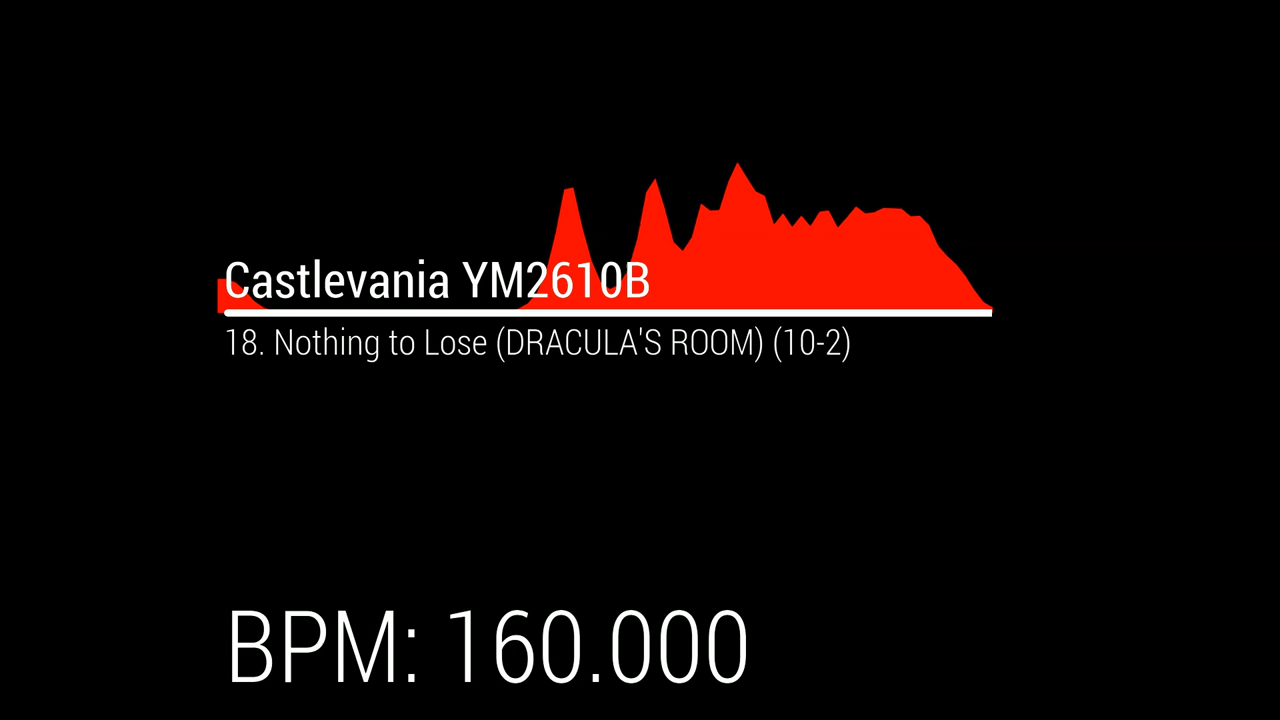 Castlevania YM2610B
18. Nothing to Lose (DRACULA'S ROOM) (10-2)
BPM: 160.000